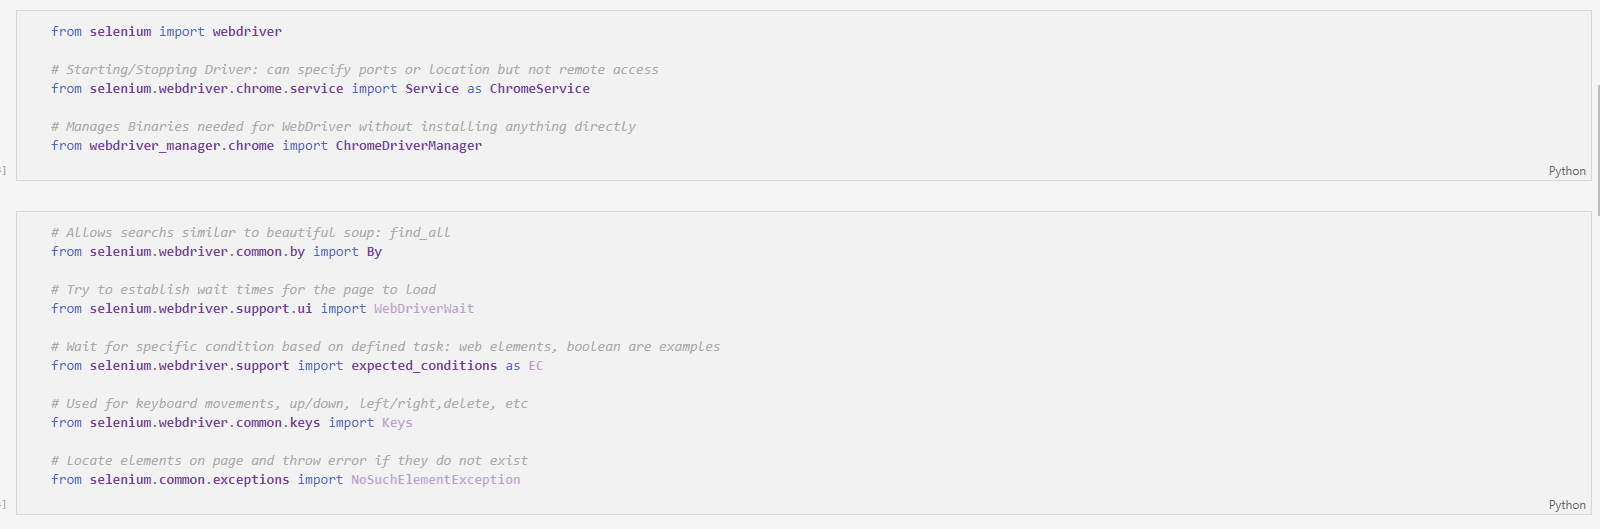 from selenium import webdriver
# Starting/Stopping Driver: can specify ports or location but not remote access
from selenium.webdriver.chrome.service import Service as ChromeService
# Manages Binaries needed for WebDriver without installing anything directly
from webdriver_manager.chrome import ChromeDriverManager
]
Python
# Allows searchs similar to beautiful soup: find_all
from selenium.webdriver.common.by import By
# Try to establish wait times for the page to load
from selenium.webdriver.support.ui import WebDriverWait
# Wait for specific condition based on defined task: web elements, boolean are examples
from selenium.webdriver.support import expected_conditions as EC
# Used for keyboard movements, up/down, left/right,delete, etc
from selenium.webdriver.common.keys import Keys
# Locate elements on page and throw error if they do not exist
from selenium.common.exceptions import NoSuchElementException
]
Python